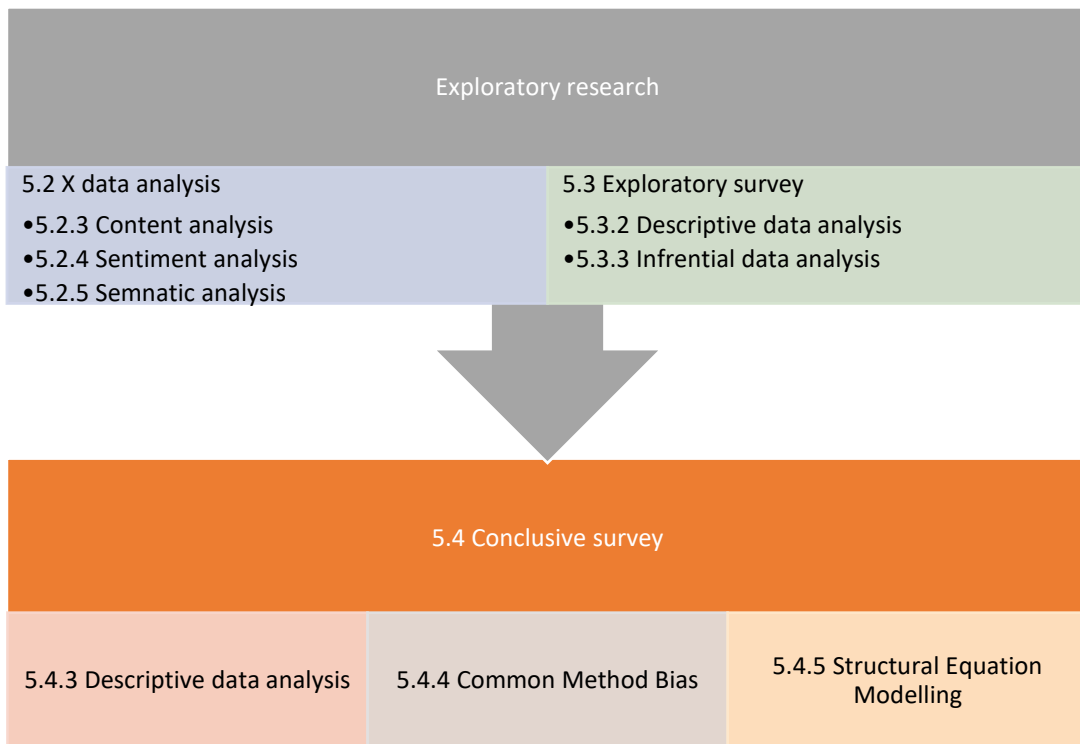 Exploratory research
5.2 X data analysis
•5.2.3 Content analysis
•5.2.4 Sentiment analysis
•5.2.5 Semnatic analysis
5.3 Exploratory survey
•5.3.2 Descriptive data analysis
•5.3.3 Infrential data analysis
5.4 Conclusive survey
5.4.3 Descriptive data analysis
5.4.4 Common Method Bias
5.4.5 Structural Equation
Modelling